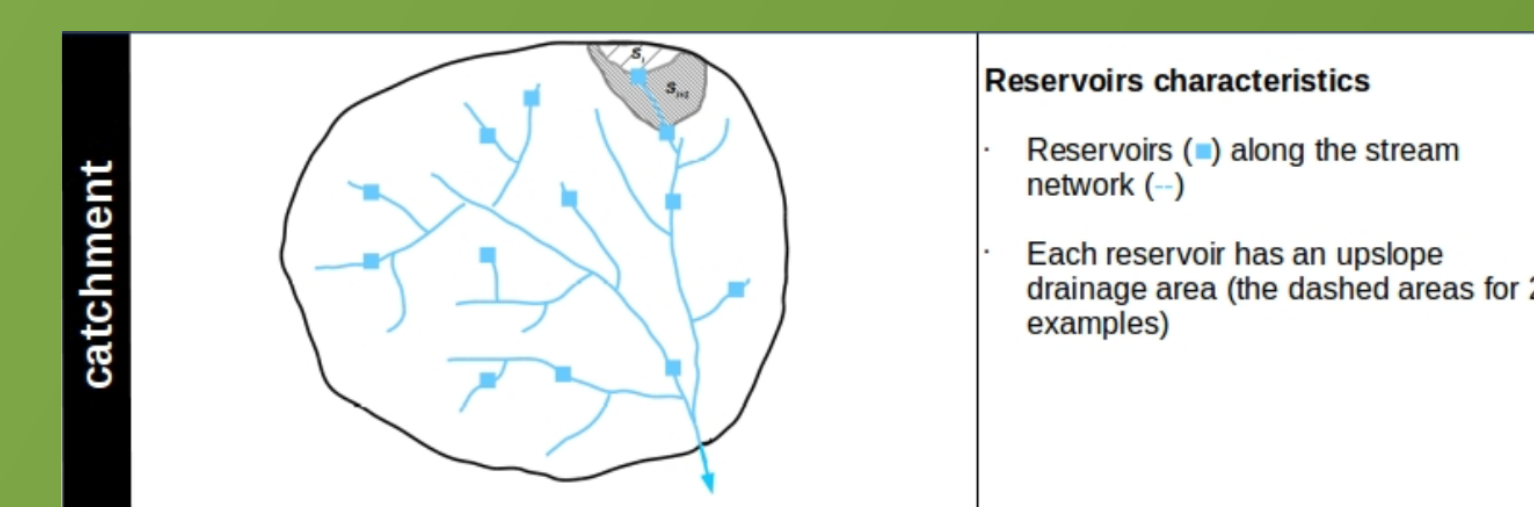 catchment
S i
S i+1
Reservoirs characteristics
· Reservoirs (■) along the stream
network (--)
· Each reservoir has an upslope
drainage area (the dashed areas for 2
examples)